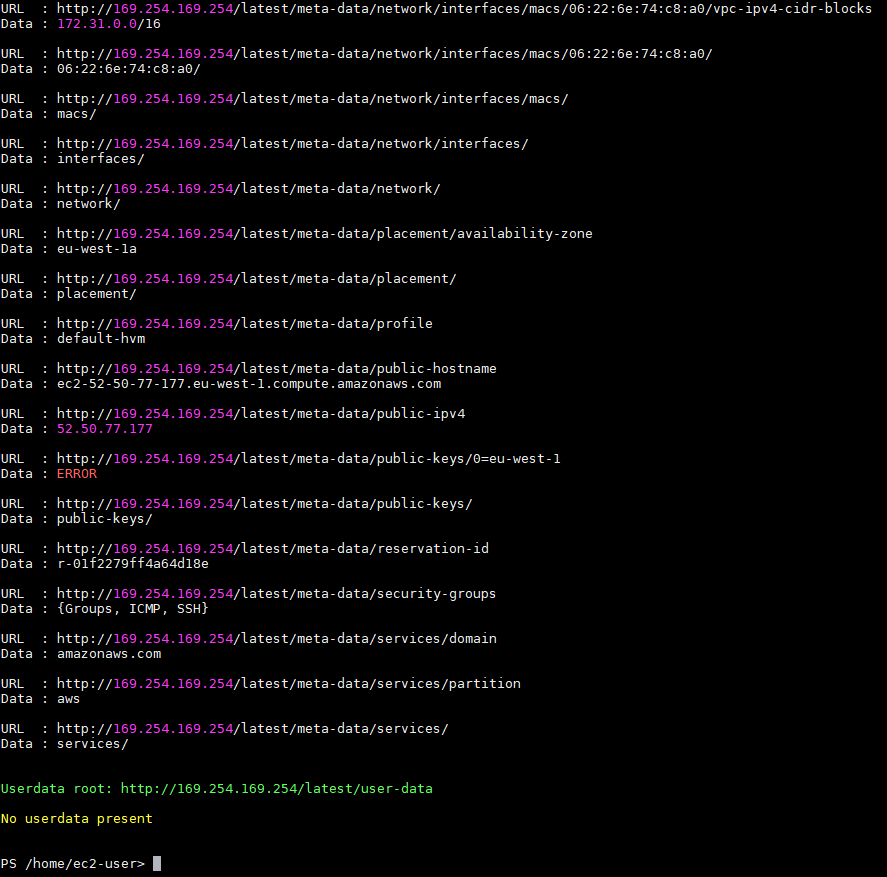 URL  : http://169.254.169.254/latest/meta-data/network/interfaces/macs/06:22:6e:74:c8:a0/vpc-ipv4-cidr-blocks
Data : 172.31.0.0/16
URL  : http://169.254.169.254/latest/meta-data/network/interfaces/macs/06:22:6e:74:c8:a0/
Data : 06:22:6e:74:c8:a0/
URL  : http://169.254.169.254/latest/meta-data/network/interfaces/macs/
Data : macs/
URL  : http://169.254.169.254/latest/meta-data/network/interfaces/
Data : interfaces/
URL  : http://169.254.169.254/latest/meta-data/network/
Data : network/
URL  : http://169.254.169.254/latest/meta-data/placement/availability-zone
Data : eu-west-1a
URL  : http://169.254.169.254/latest/meta-data/placement/
Data : placement/
URL  : http://169.254.169.254/latest/meta-data/profile
Data : default-hvm
URL  : http://169.254.169.254/latest/meta-data/public-hostname
Data : ec2-52-50-77-177.eu-west-1.compute.amazonaws.com
URL  : http://169.254.169.254/latest/meta-data/public-ipv4
Data : 52.50.77.177
URL  : http://169.254.169.254/latest/meta-data/public-keys/0=eu-west-1
Data : ERROR
URL  : http://169.254.169.254/latest/meta-data/public-keys/
Data : public-keys/
URL  : http://169.254.169.254/latest/meta-data/reservation-id
Data : r-01f2279ff4a64d18e
URL  : http://169.254.169.254/latest/meta-data/security-groups
Data : {Groups, ICMP, SSH}
URL  : http://169.254.169.254/latest/meta-data/services/domain
Data : amazonaws.com
URL  : http://169.254.169.254/latest/meta-data/services/partition
Data : aws
URL  : http://169.254.169.254/latest/meta-data/services/
Data : services/
Userdata root: http://169.254.169.254/latest/user-data
No userdata present
PS /home/ec2-user>